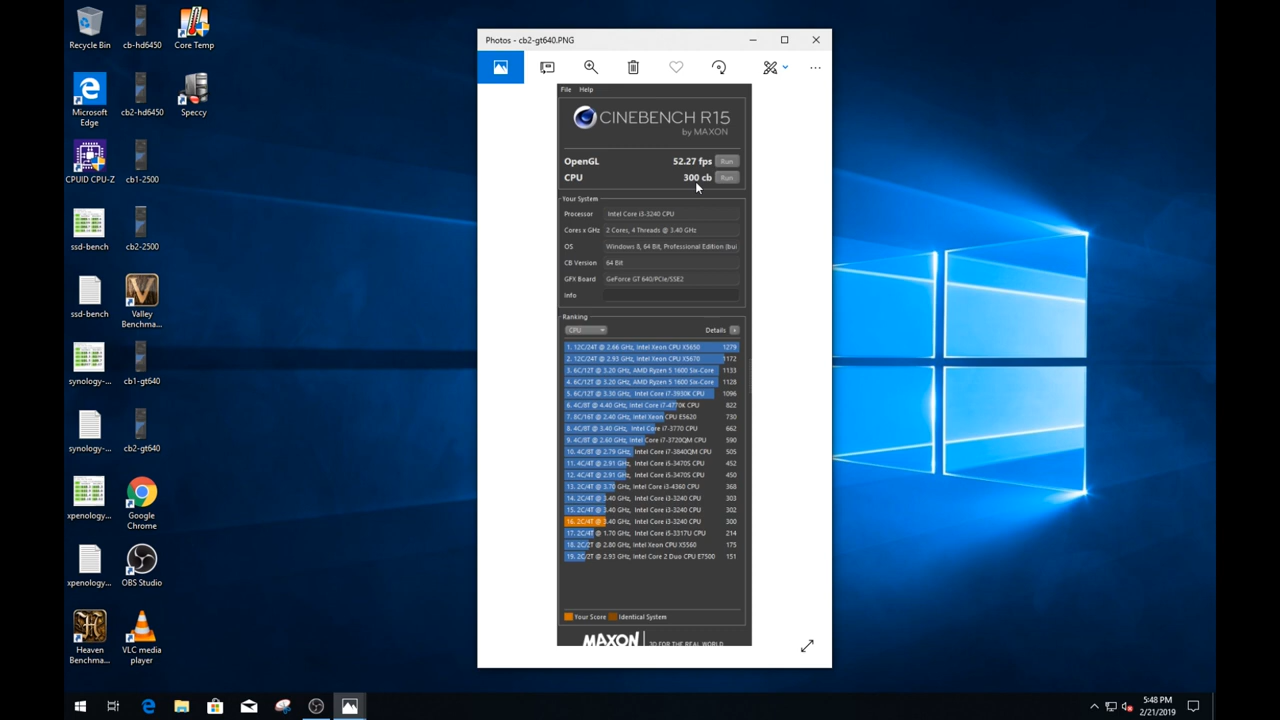 Recycle Bin
cb-hd6450
Core Temp
Microsoft Edge
cb2-hd6450
Speccy
CPUID CPU-Z
cb1-2500
ssd-bench
cb2-2500
ssd-bench
Valley Benchma...
synology-...
cb1-gt640
synology-...
cb2-gt640
xpenology...
Google Chrome
xpenology...
OBS Studio
Heaven Benchma...
VLC media player
Photos - cb2-gt640.PNG
File Help
CINEBENCH R15
by MAXON
OpenGL 52.27 fps Run
CPU 300 cb Run
Your System
Processor Intel Core i3-3240 CPU
Cores x GHz 2 Cores, 4 Threads @ 3.40 GHz
OS Windows 8, 64 Bit, Professional Edition (bui
CB Version 64 Bit
GFX Board GeForce GT 640/PCIe/SSE2
Info
Ranking
CPU Details
1. 12C/24T @ 2.66 GHz, Intel Xeon CPU X5650 1279
2. 12C/24T @ 2.93 GHz, Intel Xeon CPU X5670 1172
3. 6C/12T @ 3.20 GHz, AMD Ryzen 5 1600 Six-Core 1133
4. 6C/12T @ 3.20 GHz, AMD Ryzen 5 1600 Six-Core 1128
5. 6C/12T @ 3.30 GHz, Intel Core i7-3930K CPU 1096
6. 4C/8T @ 4.40 GHz, Intel Core i7-4770K CPU 822
7. 8C/16T @ 2.40 GHz, Intel Xeon CPU E5620 730
8. 4C/8T @ 3.40 GHz, Intel Core i7-3770 CPU 662
9. 4C/8T @ 2.60 GHz, Intel Core i7-3720QM CPU 590
10. 4C/8T @ 2.79 GHz, Intel Core i7-3840QM CPU 505
11. 4C/4T @ 2.91 GHz, Intel Core i5-3470S CPU 452
12. 4C/4T @ 2.91 GHz, Intel Core i5-3470S CPU 450
13. 2C/4T @ 3.70 GHz, Intel Core i3-4360 CPU 368
14. 2C/4T @ 3.40 GHz, Intel Core i3-3240 CPU 303
15. 2C/4T @ 3.40 GHz, Intel Core i3-3240 CPU 302
16. 2C/4T @ 3.40 GHz, Intel Core i3-3240 CPU 300
17. 2C/4T @ 1.70 GHz, Intel Core i5-3317U CPU 214
18. 2C/2T @ 2.80 GHz, Intel Xeon CPU X5560 175
19. 2C/2T @ 2.93 GHz, Intel Core 2 Duo CPU E7500 151
Your Score Identical System
MAXON 3D FOR THE REAL WORLD
5:48 PM
2/21/2019